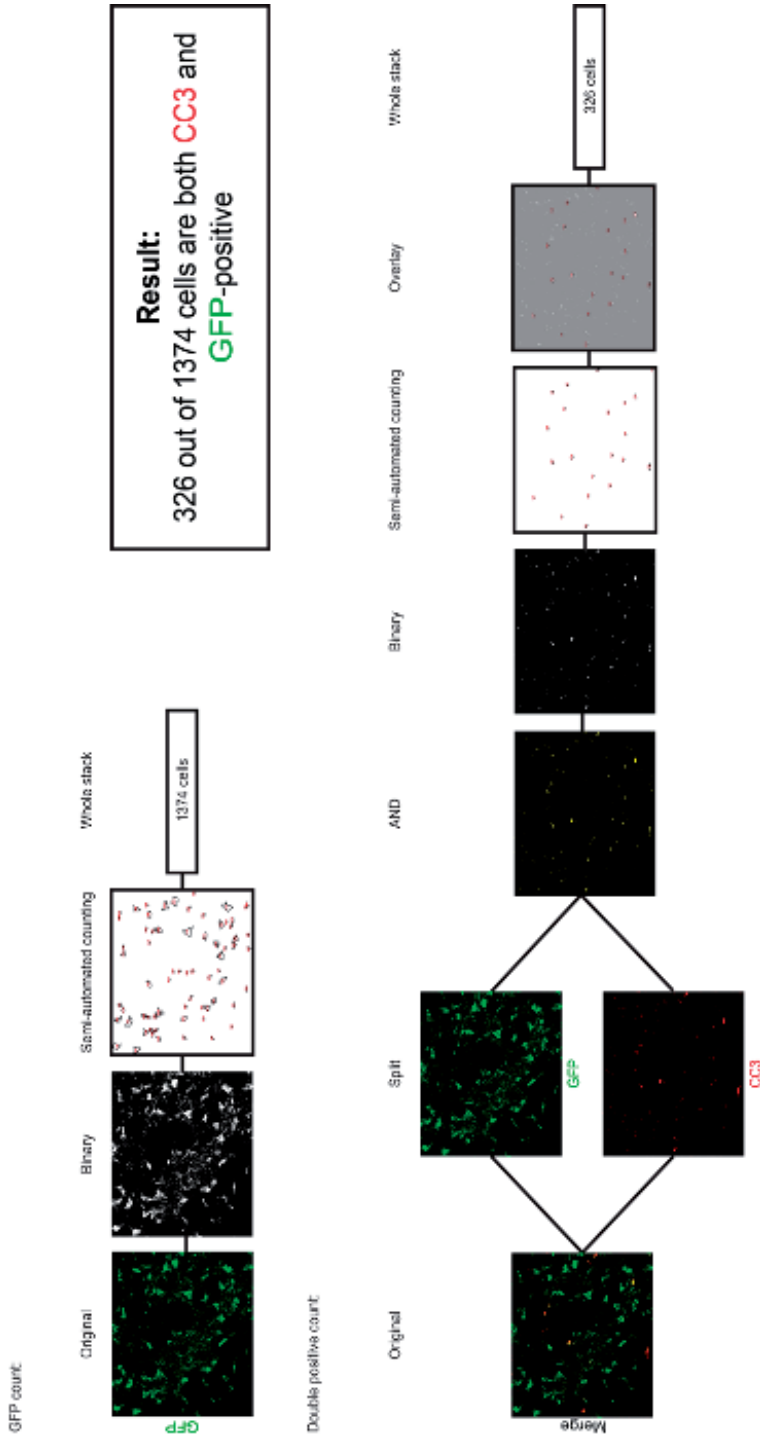 GFP count:
Original
Binary
Semi-automated counting
Whole stack
GFP
1374 cells
Result:
326 out of 1374 cells are both CC3 and
GFP-positive
Double positive count:
Original
Split
AND
Binary
Semi-automated counting
Overlay
Whole stack
Merge
GFP
CC3
326 cells